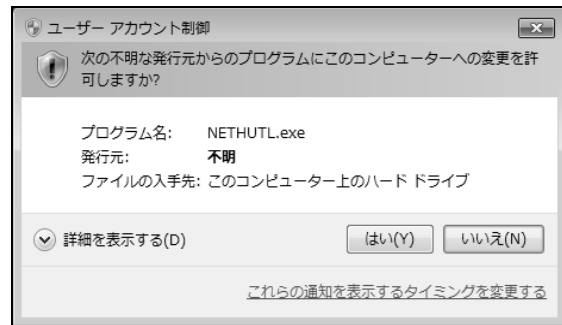 ユーザー アカウント制御
次の不明な発行元からのプログラムにこのコンピューターへの変更を許
可しますか?
プログラム名: NETHUTL.exe
発行元: 不明
ファイルの入手先: このコンピューター上のハード ドライブ
詳細を表示する(D) はい(Y) いいえ(N)
これらの通知を表示するタイミングを変更する